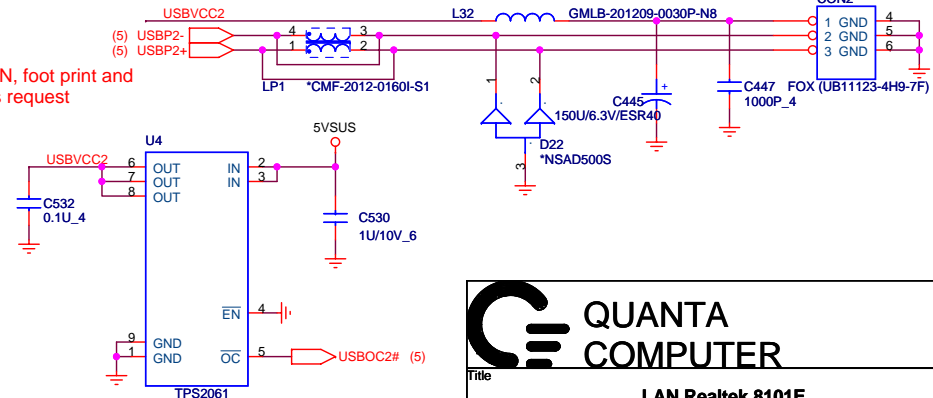 USBVCC2
L32
GMLB-201209-0030P-N8
CON2
(5) USBP2-
(5) USBP2+
4 3
1 2
LP1 *CMF-2012-0160I-S1
1 GND 4
2 GND 5
3 GND 6
FOX (UB11123-4H9-7F)
N, foot print and
s request
1
2
3
D22
*NSAD500S
C445
+
150U/6.3V/ESR40
C447
1000P_4
U4
5VSUS
USBVCC2
6 OUT
7 OUT
8 OUT
IN 2
IN 3
C532
0.1U_4
C530
1U/10V_6
EN 4
9 GND
1 GND
OC 5
USBOC2# (5)
TPS2061
QUANTA
COMPUTER
Title
LAN Realtek 8101E